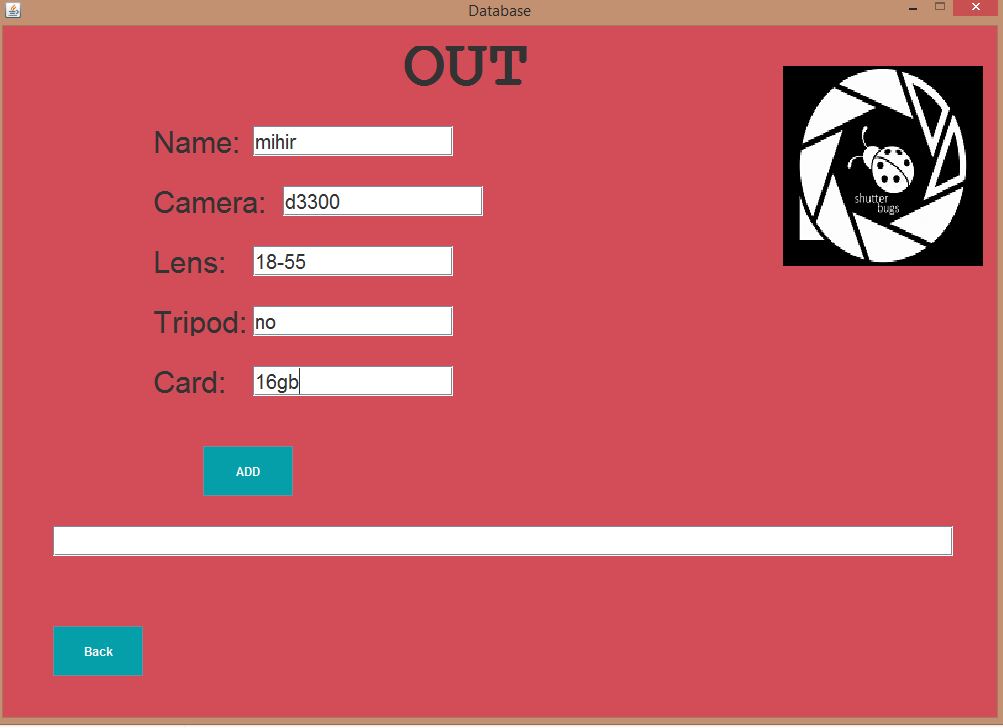 Database
OUT
Name: mihir
Camera: d3300
shutter
bugs
Lens: 18-55
Tripod: no
Card: 16gb
ADD
Back